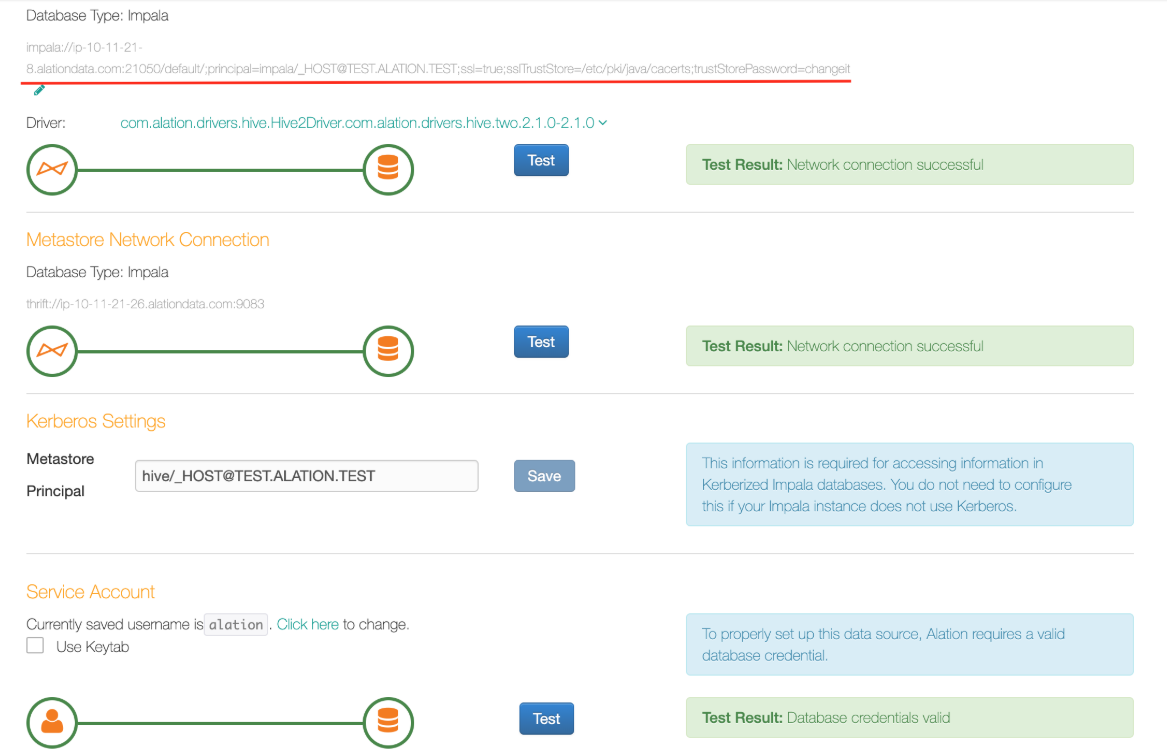 Database Type: Impala
impala://ip-10-11-21-
8.alationdata.com:21050/default/;principal=impala/_HOST@TEST.ALATION.TEST;ssl=true;sslTrustStore=/etc/pki/java/cacerts;trustStorePassword=changeit
Driver: com.alation.drivers.hive.Hive2Driver.com.alation.drivers.hive.two.2.1.0-2.1.0
Test
Test Result: Network connection successful
Metastore Network Connection
Database Type: Impala
thrift://ip-10-11-21-26.alationdata.com:9083
Test
Test Result: Network connection successful
Kerberos Settings
Metastore
Principal
hive/_HOST@TEST.ALATION.TEST
Save
This information is required for accessing information in
Kerberized Impala databases. You do not need to configure
this if your Impala instance does not use Kerberos.
Service Account
Currently saved username is alation . Click here to change.
Use Keytab
To properly set up this data source, Alation requires a valid
database credential.
Test
Test Result: Database credentials valid